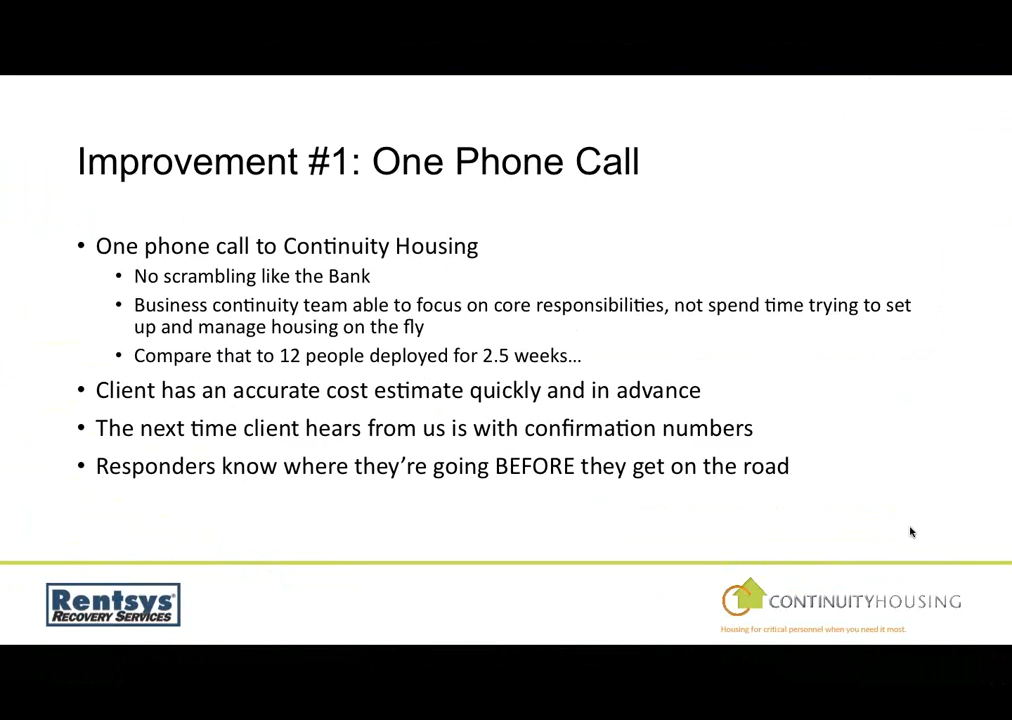 Improvement #1: One Phone Call
• One phone call to Continuity Housing
• No scrambling like the Bank
• Business continuity team able to focus on core responsibilities, not spend time trying to set
up and manage housing on the fly
• Compare that to 12 people deployed for 2.5 weeks...
• Client has an accurate cost estimate quickly and in advance
• The next time client hears from us is with confirmation numbers
• Responders know where they're going BEFORE they get on the road
Rentsys®
RECOVERY SERVICES
CONTINUITYHOUSING
Housing for critical personnel when you need it most.